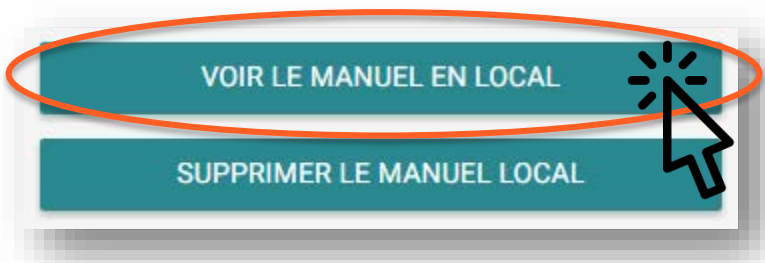 VOIR LE MANUEL EN LOCAL
SUPPRIMER LE MANUEL LOCAL